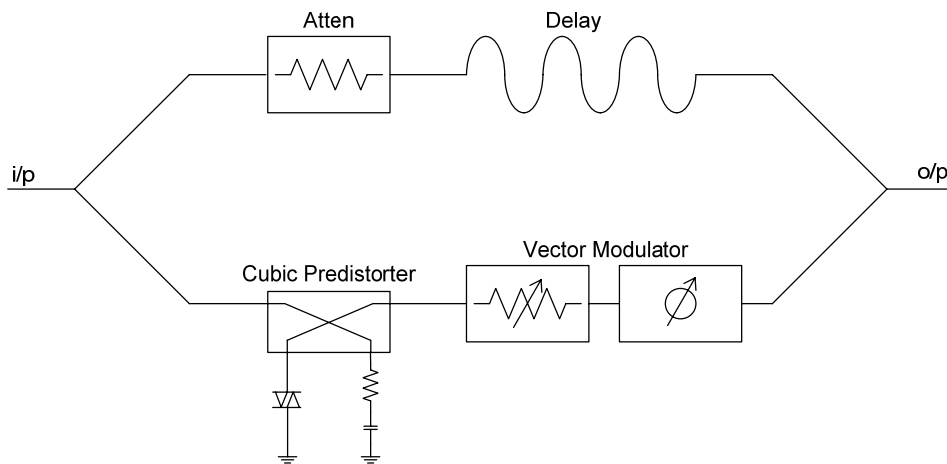 Atten
Delay
i/p
o/p
Cubic Predistorter
Vector Modulator